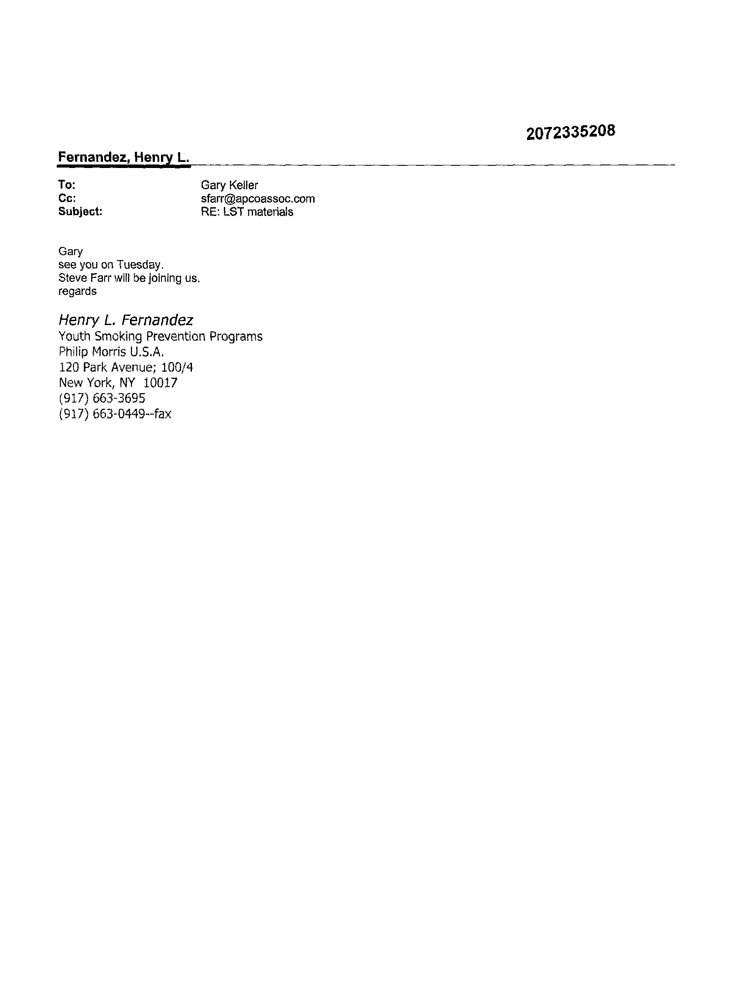 2072335208
Fernandez, Henry L.
To: Gary Keller
Cc: sfarr@apcoassoc.com
Subject: RE: LST materials
Gary
see you on Tuesday.
Steve Farr will be joining us.
regards
Henry L. Fernandez
Youth Smoking Prevention Programs
Philip Morris U.S.A.
120 Park Avenue; 100/4
New York, NY 10017
(917) 663-3695
(917) 663-0449--fax